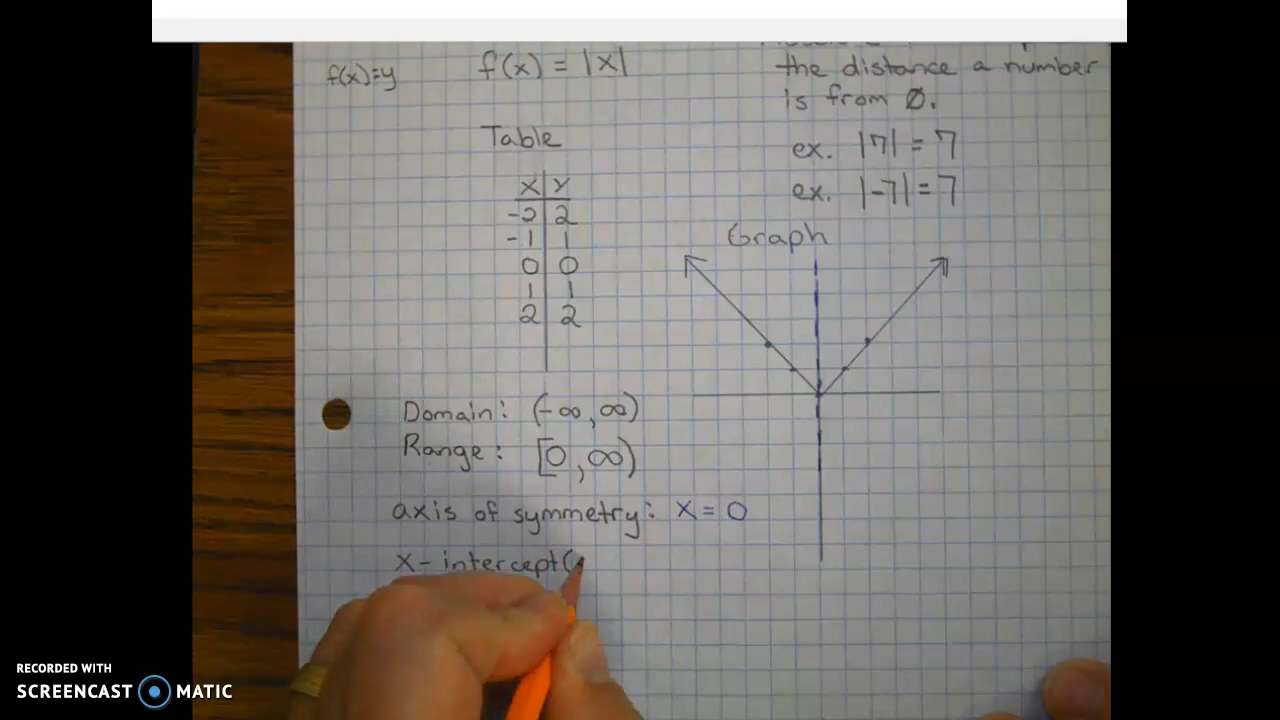 f(x)=y
f(x) = |x|
the distance a number
is from 0.
Table
ex. |7| = 7
ex. |-7| = 7
X Y
-2 2
-1 1
0 0
1 1
2 2
Graph
Domain: (-∞,∞)
Range: [0,∞)
axis of symmetry: x = 0
x-intercept(
RECORDED WITH
SCREENCAST MATIC